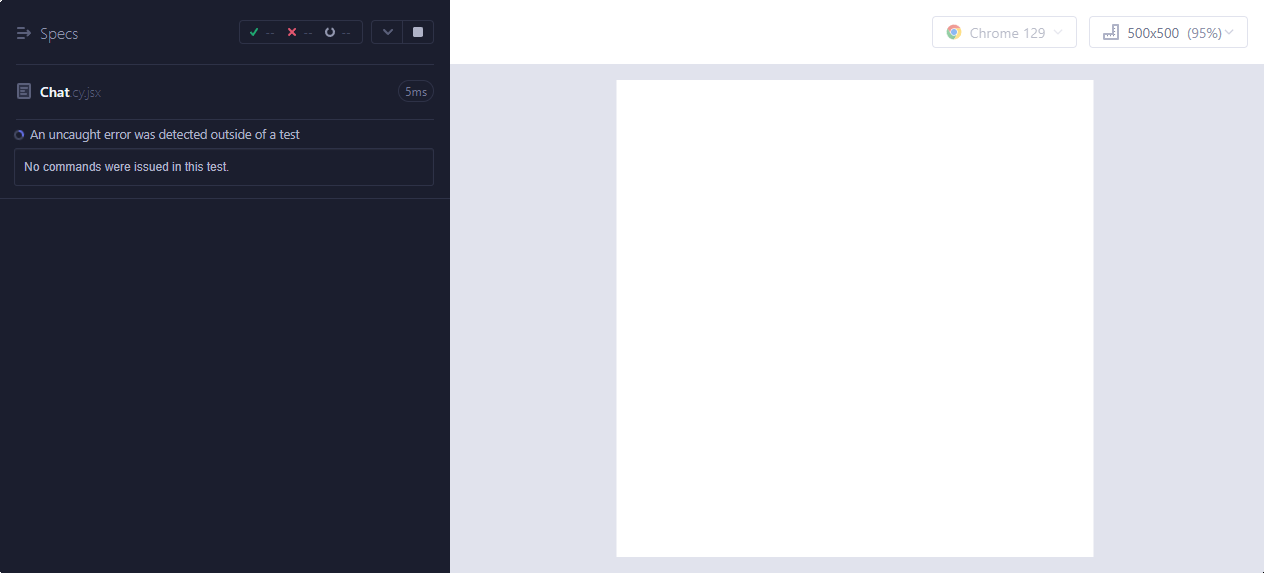 Specs
-- -- --
Chrome 129
500x500 (95%)
Chat.cy.jsx
5ms
An uncaught error was detected outside of a test
No commands were issued in this test.